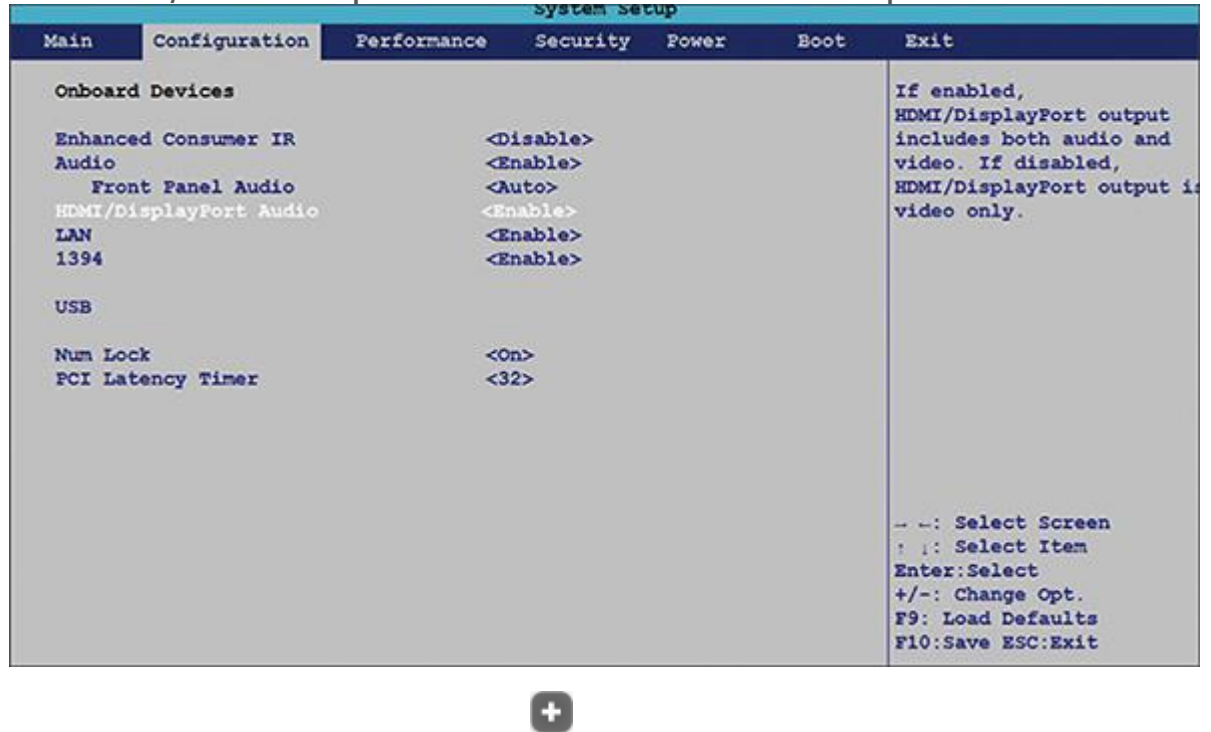 System Setup
Main Configuration Performance Security Power Boot Exit
Onboard Devices
Enhanced Consumer IR <Disable>
Audio <Enable>
Front Panel Audio <Auto>
HDMI/DisplayPort Audio <Enable>
LAN <Enable>
1394 <Enable>
USB
Num Lock <On>
PCI Latency Timer <32>
If enabled,
HDMI/DisplayPort output
includes both audio and
video. If disabled,
HDMI/DisplayPort output is
video only.
→ ←: Select Screen
↑ ↓: Select Item
Enter:Select
+/-: Change Opt.
F9: Load Defaults
F10:Save ESC:Exit